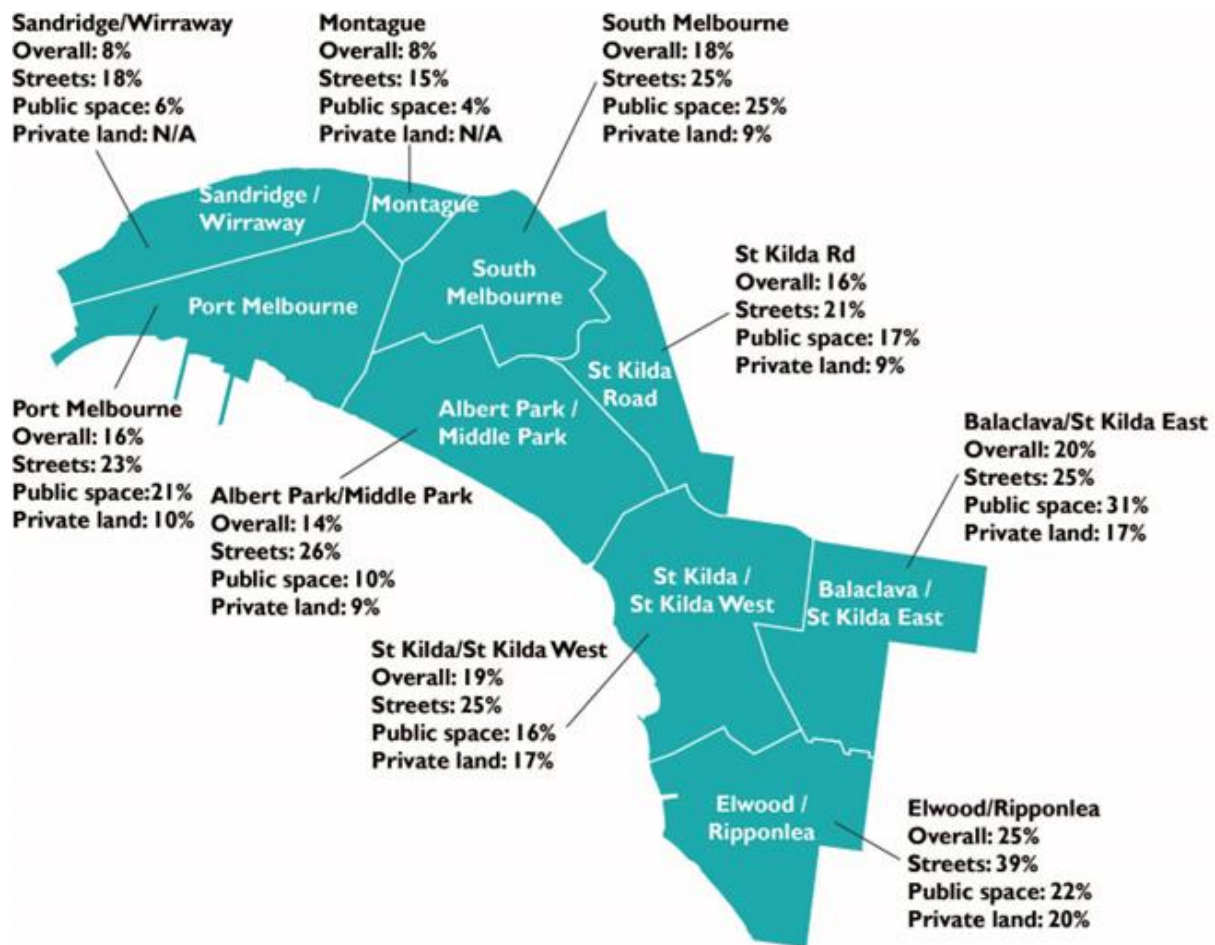 Sandridge/Wirraway
Overall: 8%
Streets: 18%
Public space: 6%
Private land: N/A
Montague
Overall: 8%
Streets: 15%
Public space: 4%
Private land: N/A
South Melbourne
Overall: 18%
Streets: 25%
Public space: 25%
Private land: 9%
Sandridge /
Wirraway
Montague
South
Melbourne
Port Melbourne
St Kilda Rd
Overall: 16%
Streets: 21%
Public space: 17%
Private land: 9%
St Kilda
Road
Albert Park /
Middle Park
Port Melbourne
Overall: 16%
Streets: 23%
Public space:21%
Private land: 10%
Albert Park/Middle Park
Overall: 14%
Streets: 26%
Public space: 10%
Private land: 9%
Balaclava/St Kilda East
Overall: 20%
Streets: 25%
Public space: 31%
Private land: 17%
St Kilda /
St Kilda West
Balaclava /
St Kilda East
St Kilda/St Kilda West
Overall: 19%
Streets: 25%
Public space: 16%
Private land: 17%
Elwood /
Ripponlea
Elwood/Ripponlea
Overall: 25%
Streets: 39%
Public space: 22%
Private land: 20%